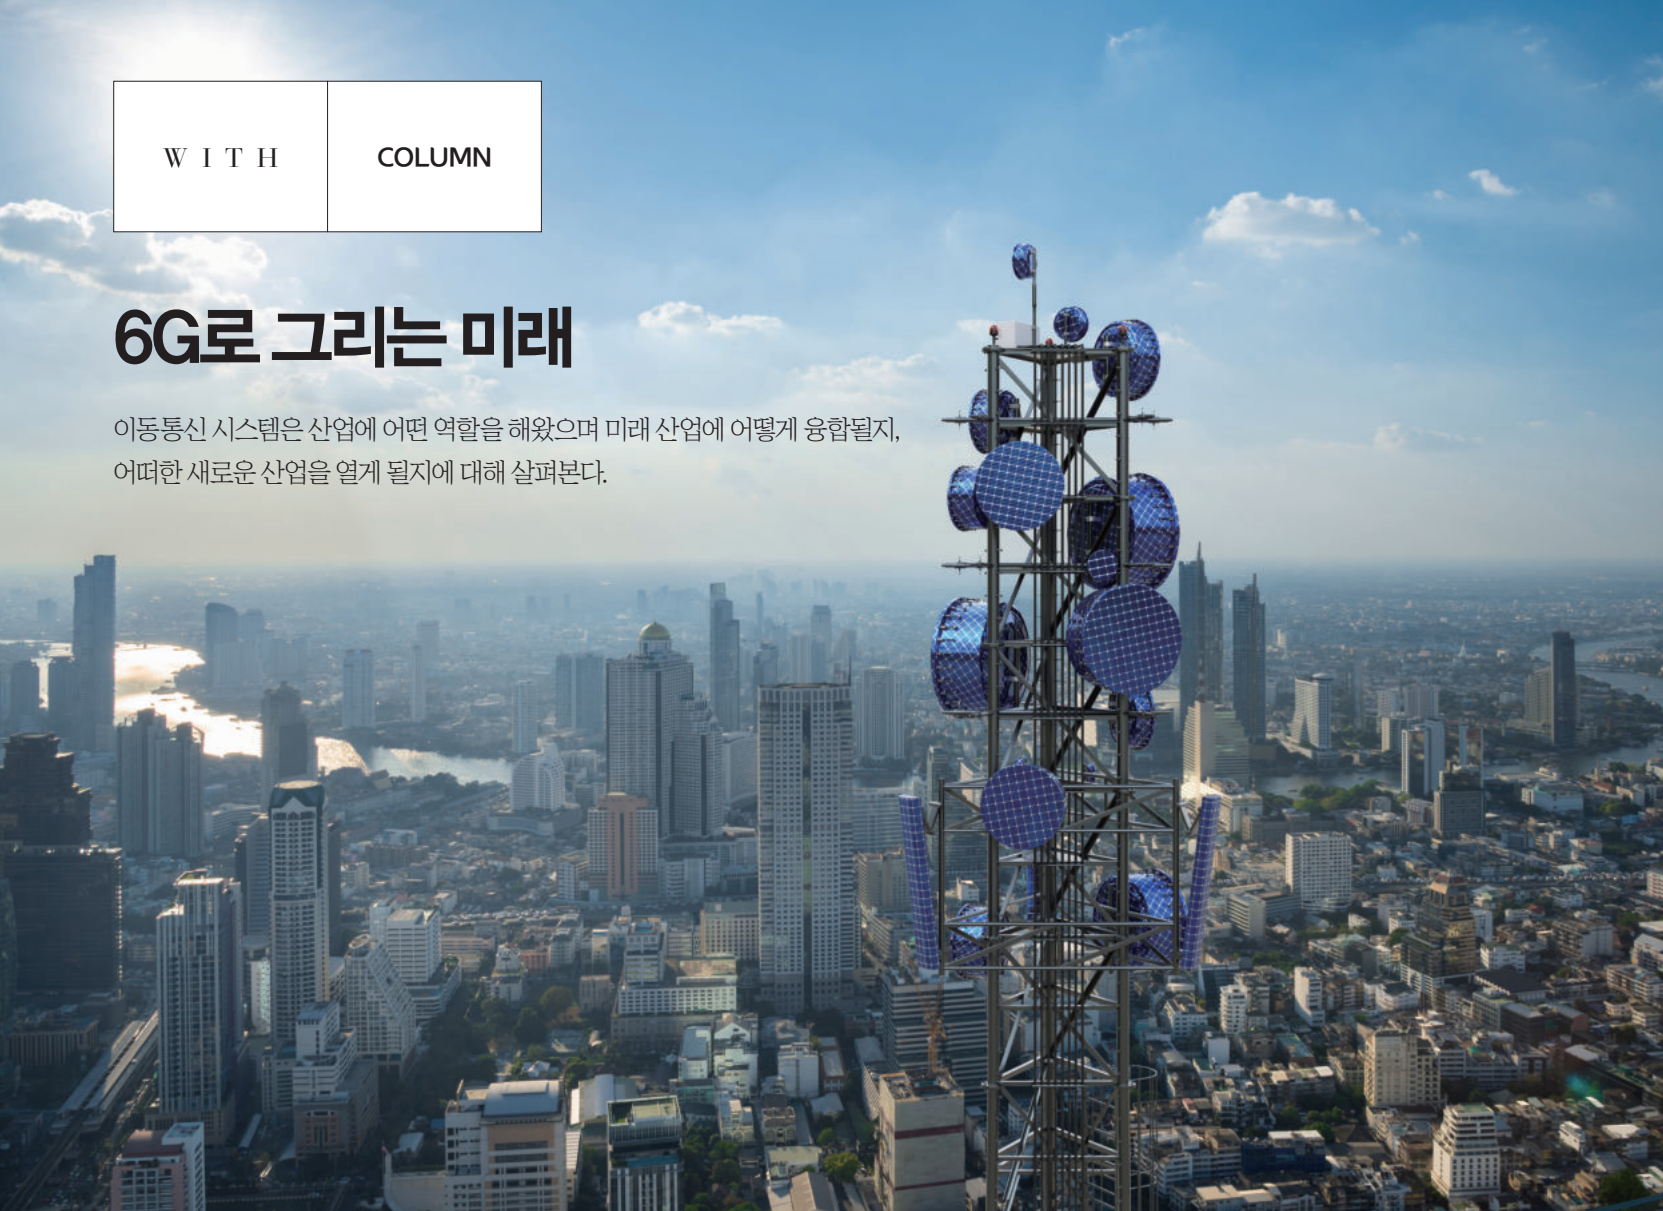 WITH
COLUMN
6G로 그리는 미래
이동통신 시스템은 산업에 어떤 역할을 해왔으며 미래 산업에 어떻게 융합될지,
어떠한 새로운 산업을 열게 될지에 대해 살펴본다.